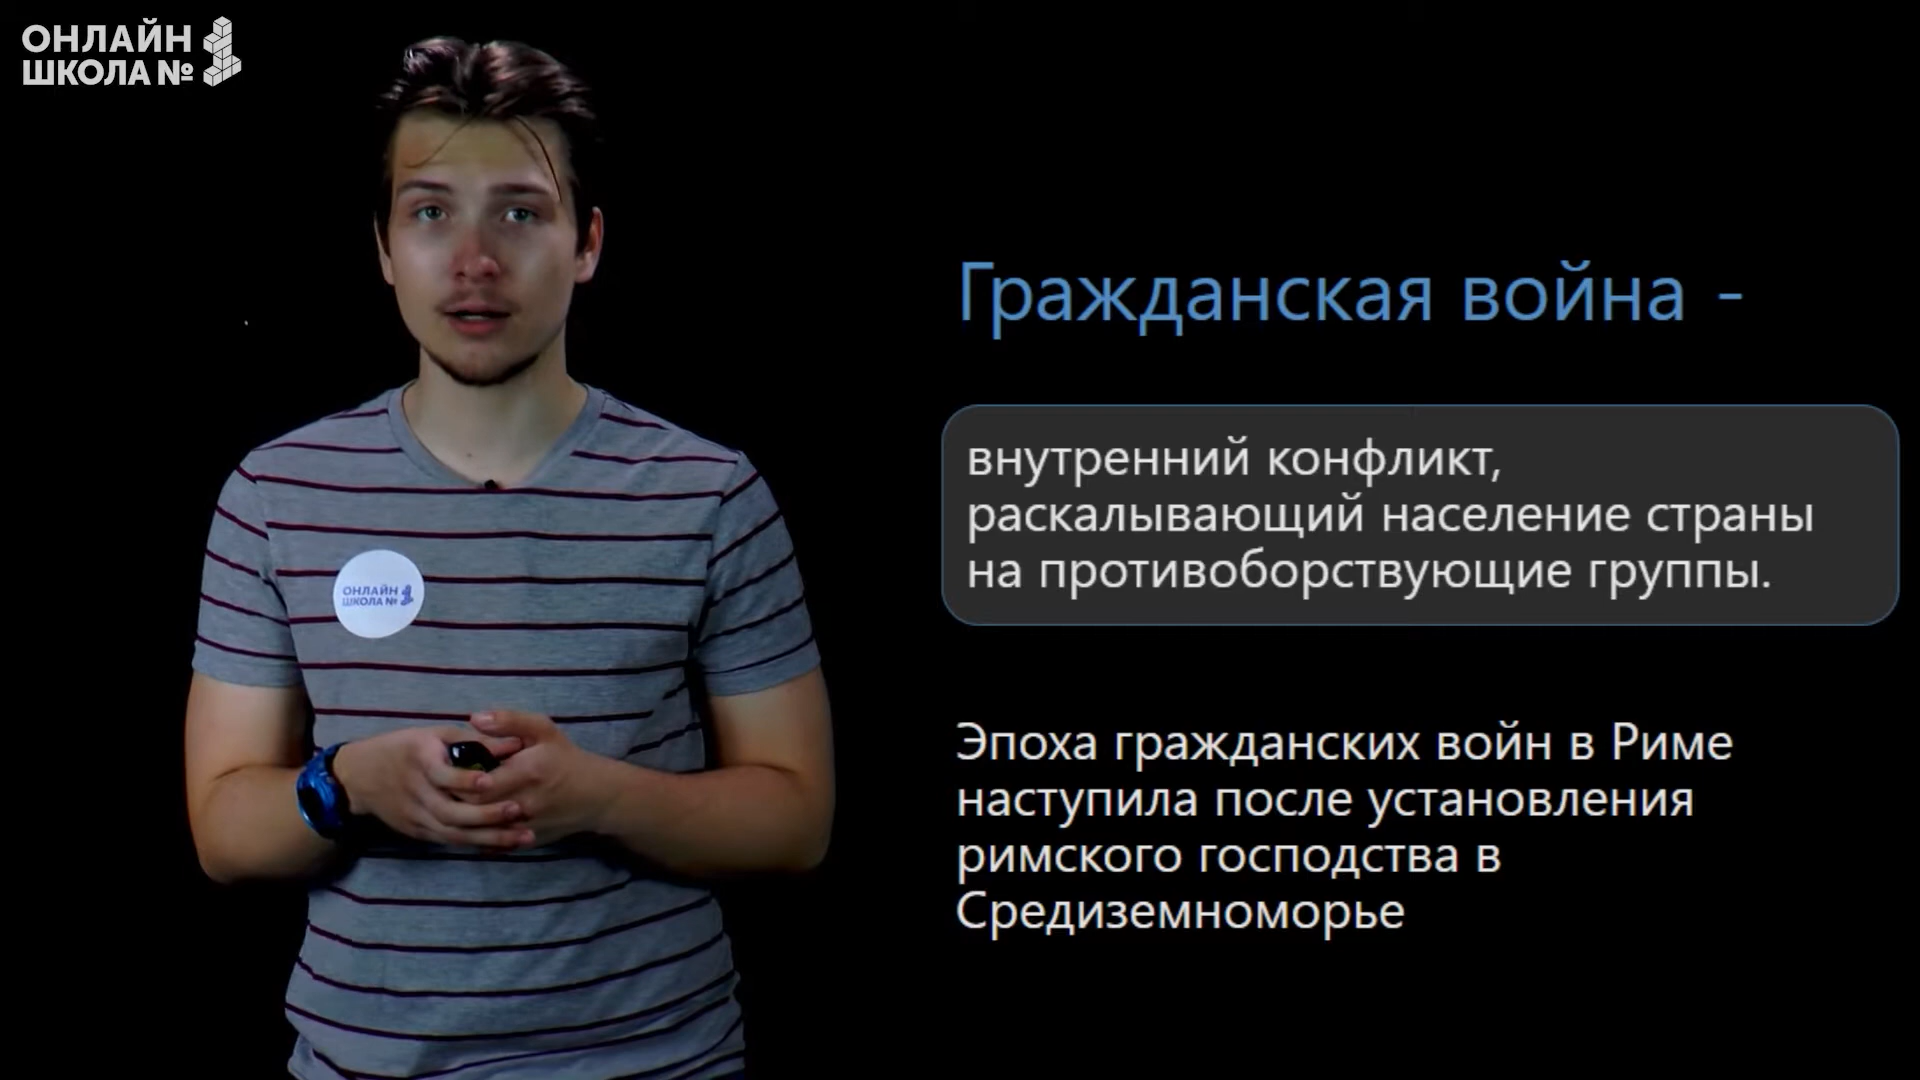 ОНЛАЙН
ШКОЛА №
Гражданская война -
внутренний конфликт,
раскалывающий население страны
на противоборствующие группы.
ОНЛАЙН
ШКОЛА №
Эпоха гражданских войн в Риме
наступила после установления
римского господства в
Средиземноморье